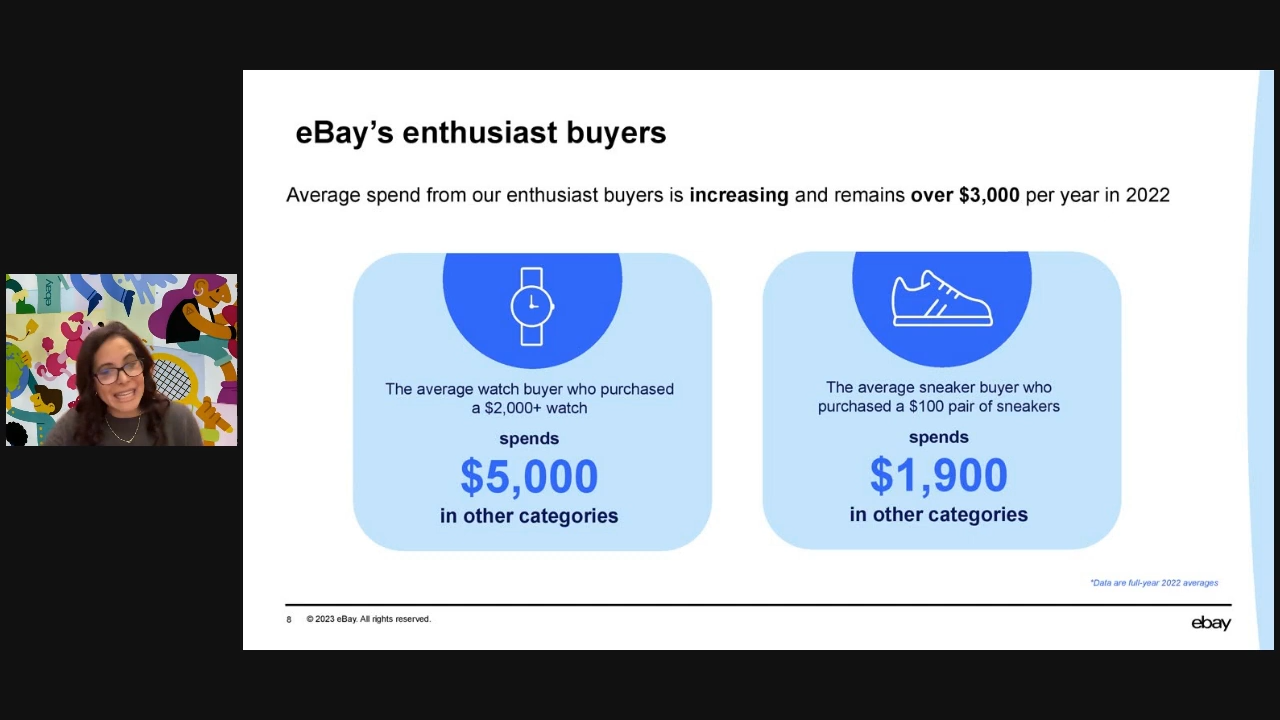 eBay’s enthusiast buyers
Average spend from our enthusiast buyers is increasing and remains over $3,000 per year in 2022
The average watch buyer who purchased
a $2,000+ watch
spends
$5,000
in other categories
The average sneaker buyer who
purchased a $100 pair of sneakers
spends
$1,900
in other categories
*Data are full-year 2022 averages
8 © 2023 eBay. All rights reserved.
ebay
ebay